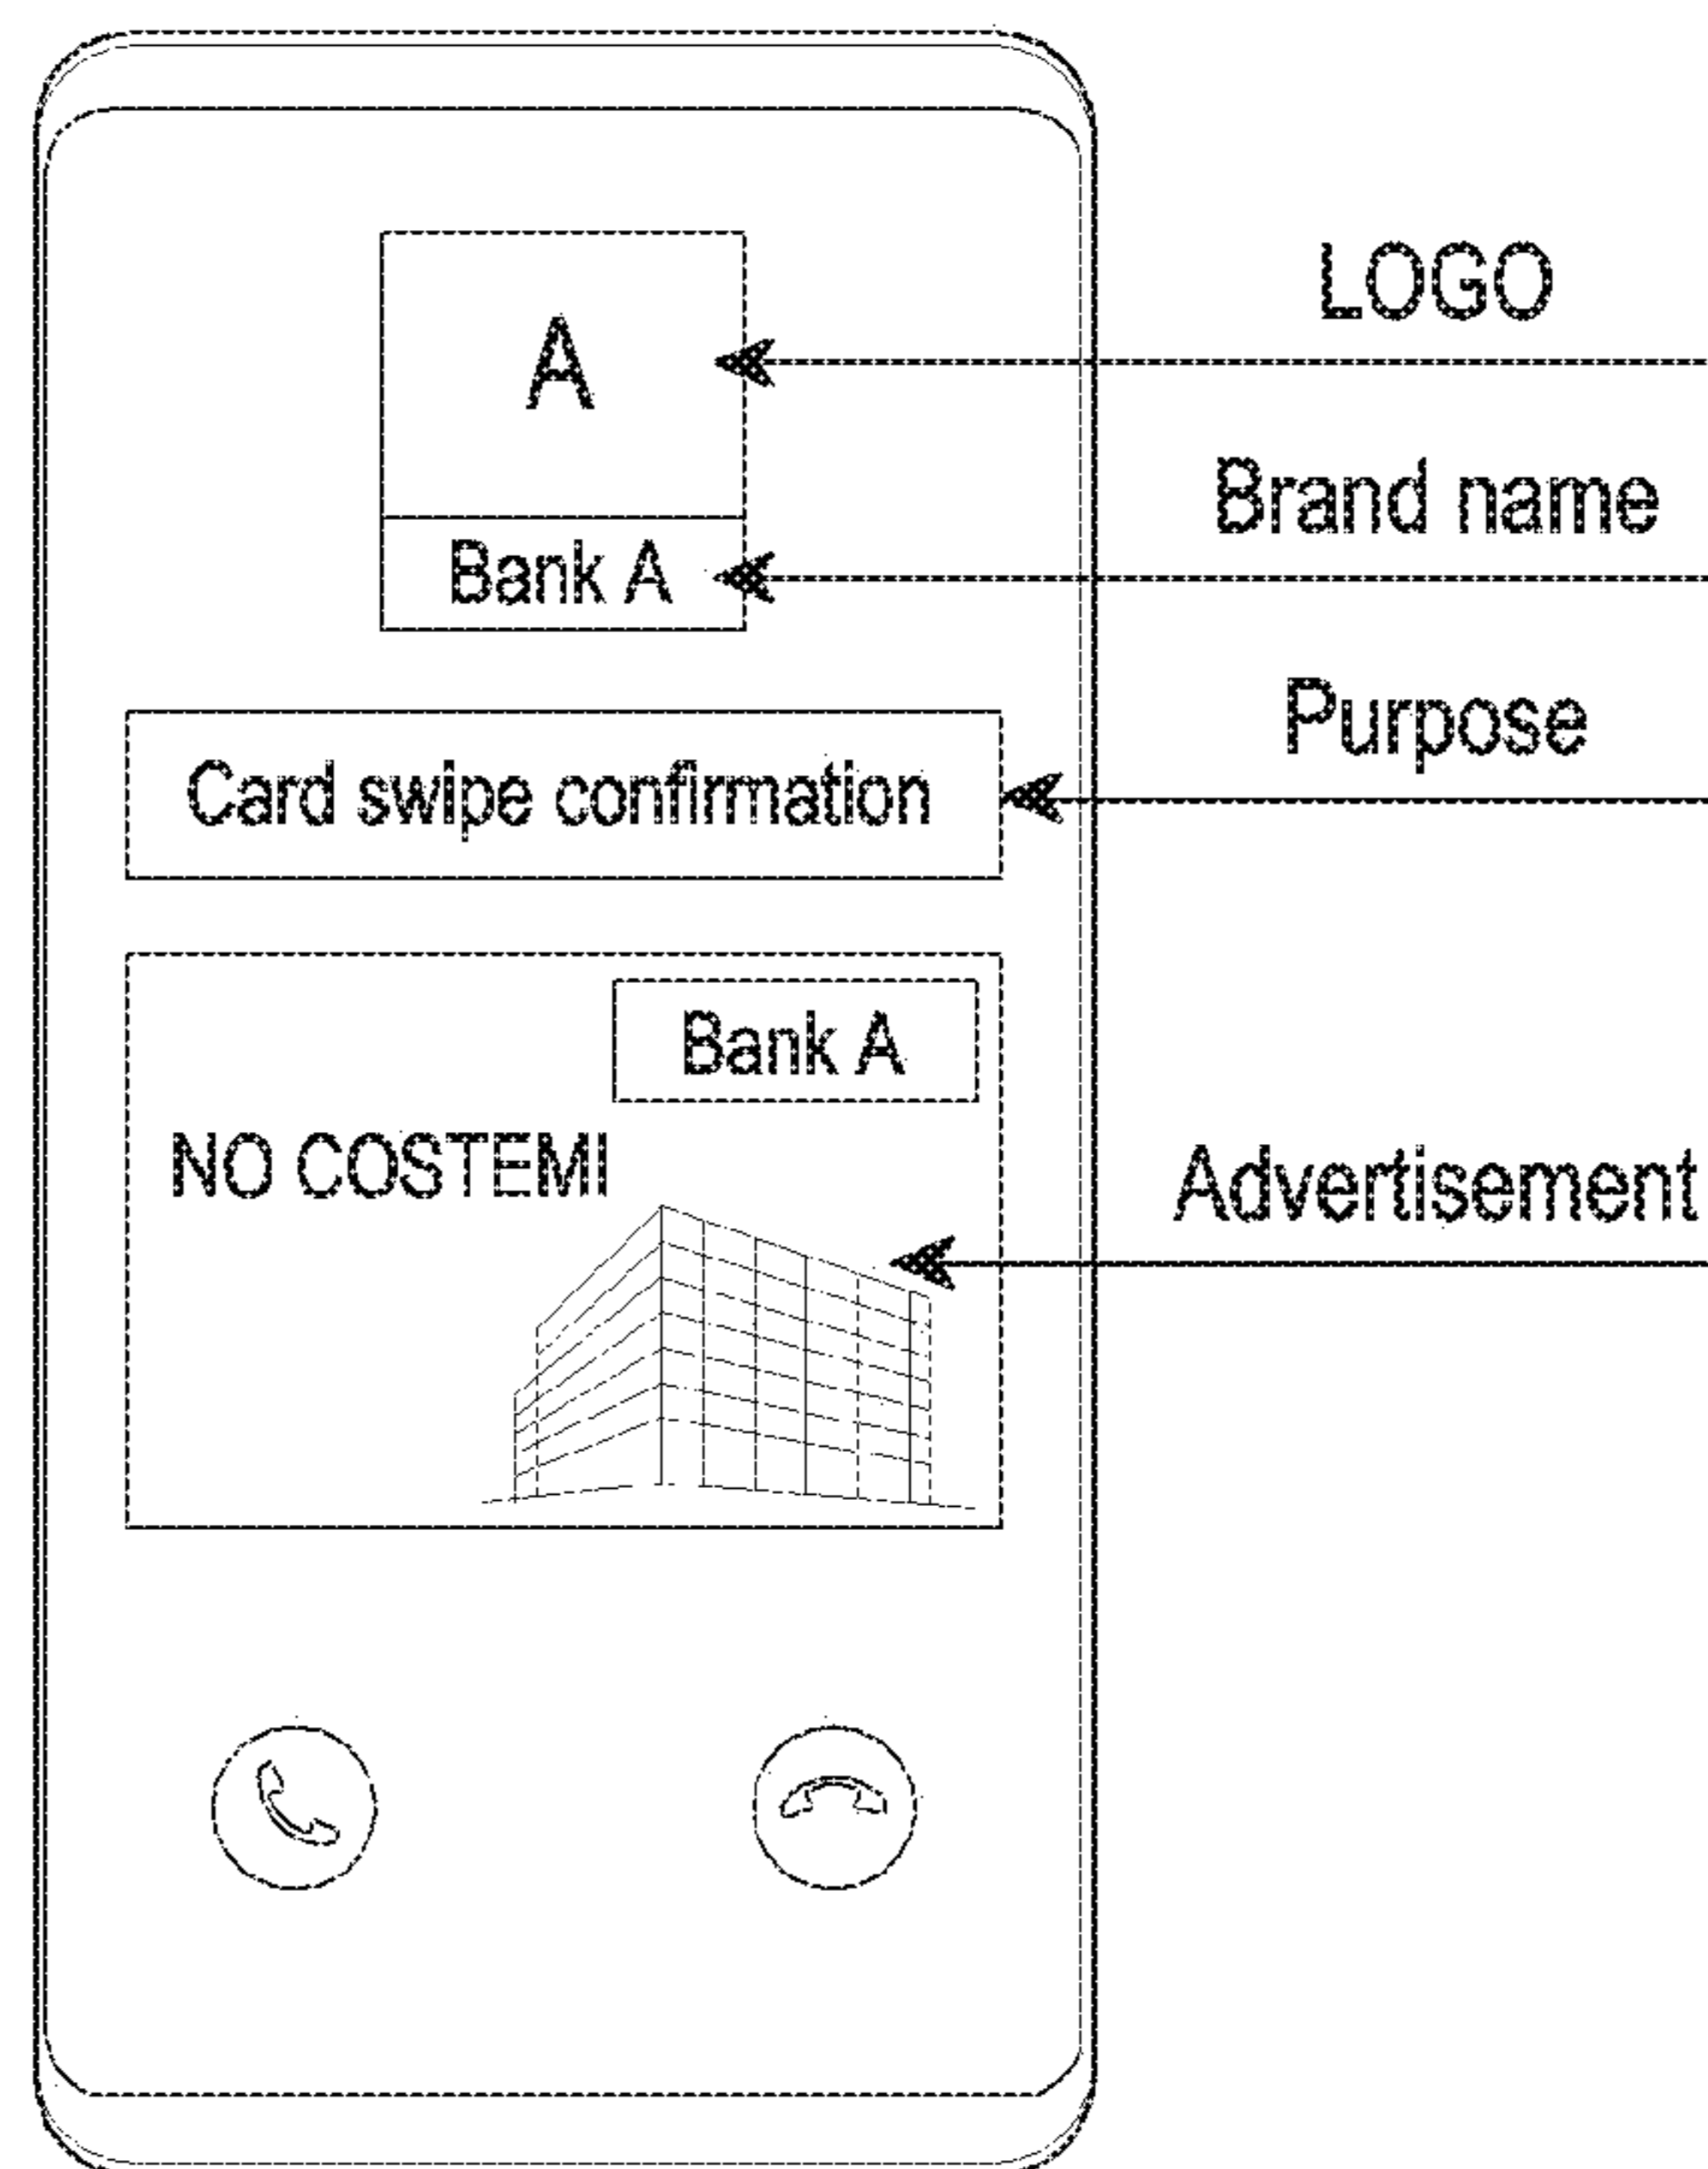 A
LOGO
Bank A
Brand name
Card swipe confirmation
Purpose
Bank A
NO COSTEMI
Advertisement